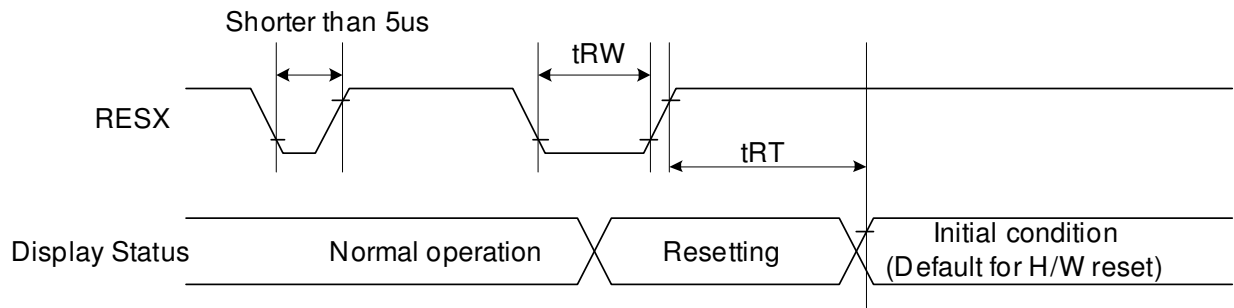 Shorter than 5us
tRW
RESX
tRT
Display Status
Normal operation
Resetting
Initial condition
(Default for H/W reset)